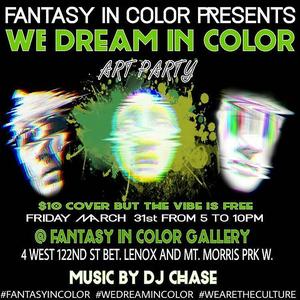 FANTASY IN COLOR PRESENTS
WE DREAM IN COLOR
ART PARTY
$10 COVER BUT THE VIBE IS FREE
FRIDAY MARCH 31st FROM 5 TO 10PM
@ FANTASY IN COLOR GALLERY
4 WEST 122ND ST BET. LENOX AND MT. MORRIS PRK W.
MUSIC BY DJ CHASE
#FANTASYINCOLOR #WEDREAMINCOLOR #WEARETHECULTURE